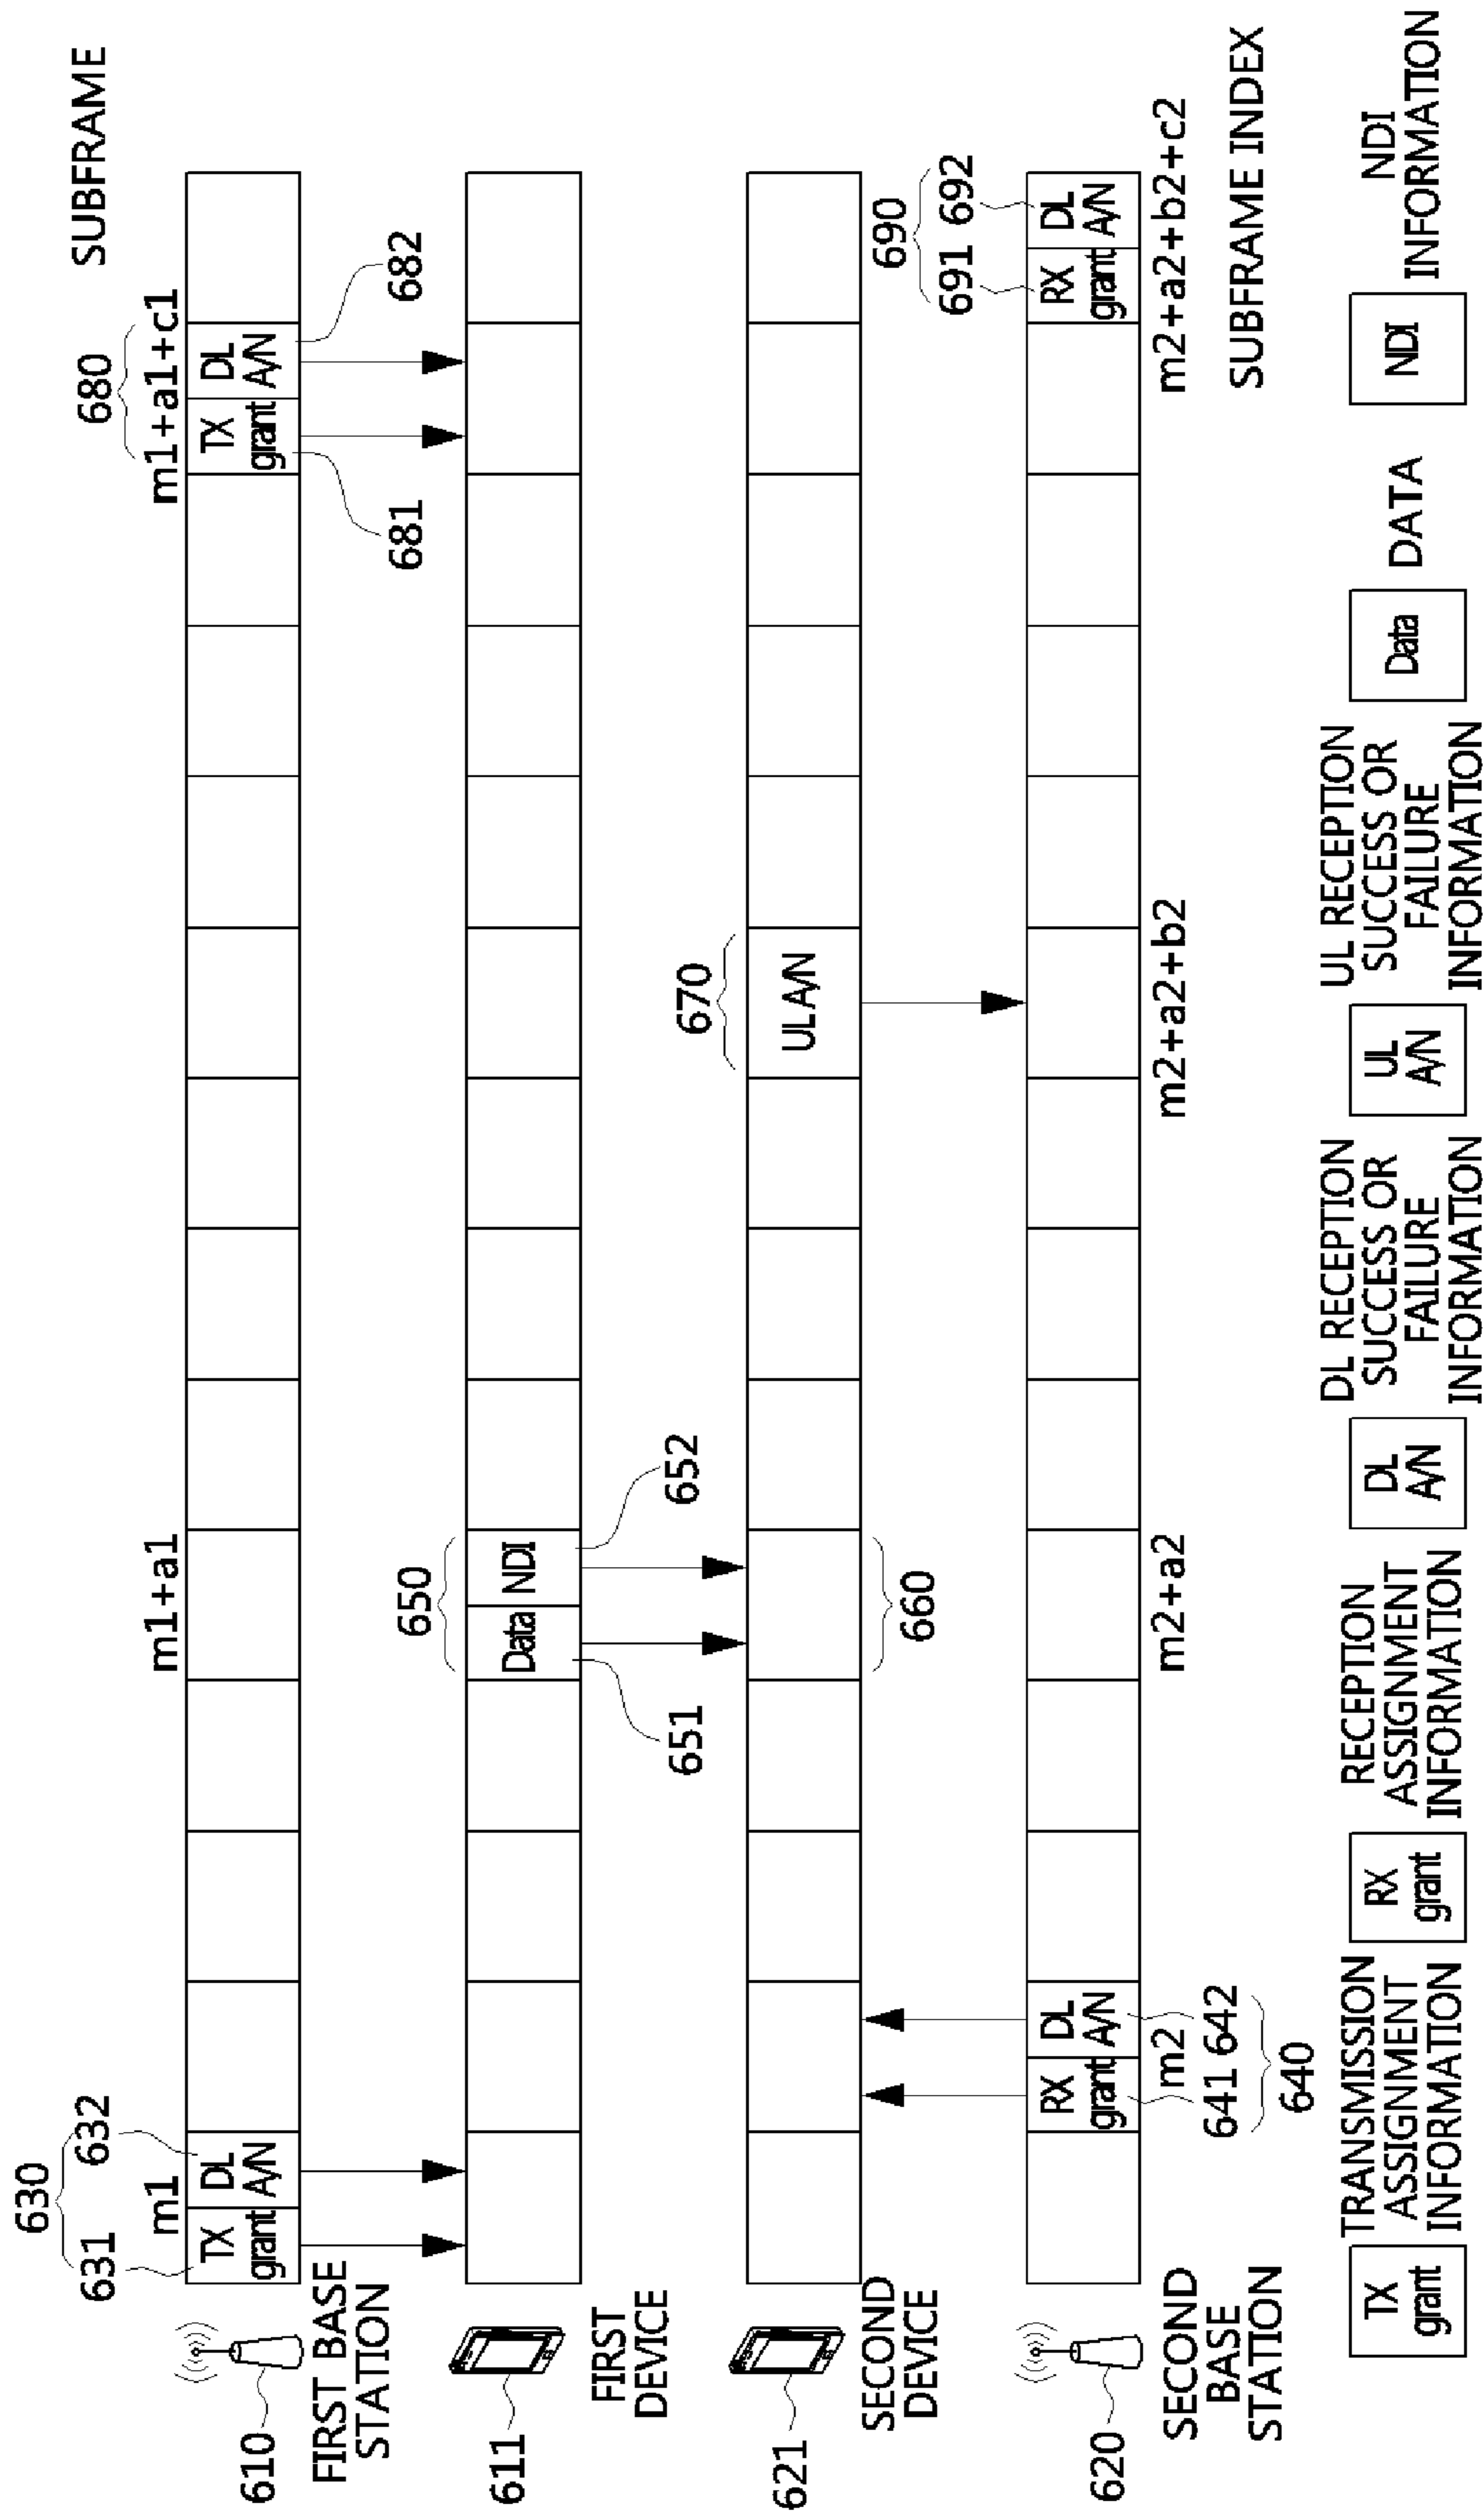 SUBFRAME
630
631
632
m1
m1+a1
680
m1+a1+c1
TX
grant
DL
A/N
TX
grant
DL
A/N
610
FIRST BASE
STATION
681
682
650
Data
NDI
611
FIRST
DEVICE
651
652
670
UL A/N
621
SECOND
DEVICE
660
690
691
692
RX
grant
DL
A/N
RX
grant
DL
A/N
620
SECOND
BASE
STATION
641
m2
642
640
m2+a2
m2+a2+b2
m2+a2+b2+c2
SUBFRAME INDEX
TX
grant
TRANSMISSION
ASSIGNMENT
INFORMATION
RX
grant
RECEPTION
ASSIGNMENT
INFORMATION
DL
A/N
DL RECEPTION
SUCCESS OR
FAILURE
INFORMATION
UL
A/N
UL RECEPTION
SUCCESS OR
FAILURE
INFORMATION
Data
DATA
NDI
NDI
INFORMATION